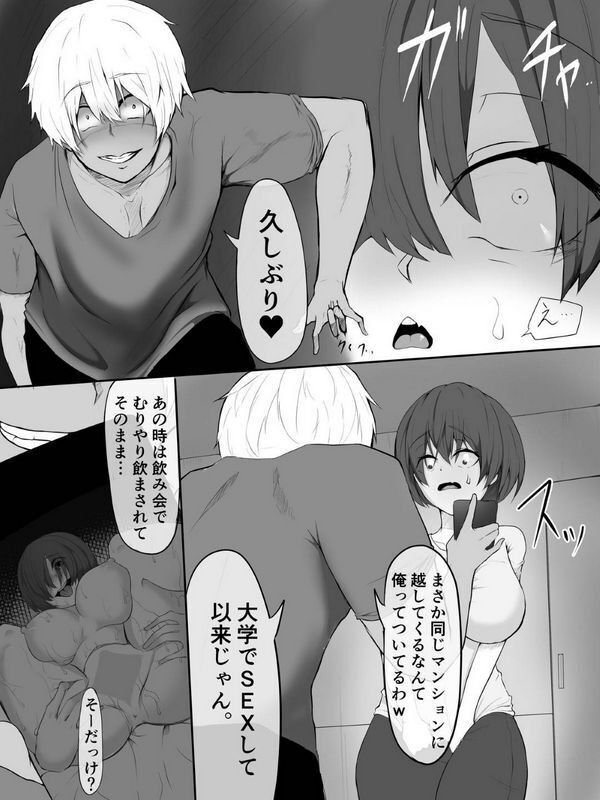 ガチャ
え…
久しぶり♥
グッグッ
スッ
まさか同じマンションに
越してくるなんて
俺ってついてるわw
大学でSEXして
以来じゃん。
あの時は飲み会で
むりやり飲まされて
そのまま…
そーだっけ?